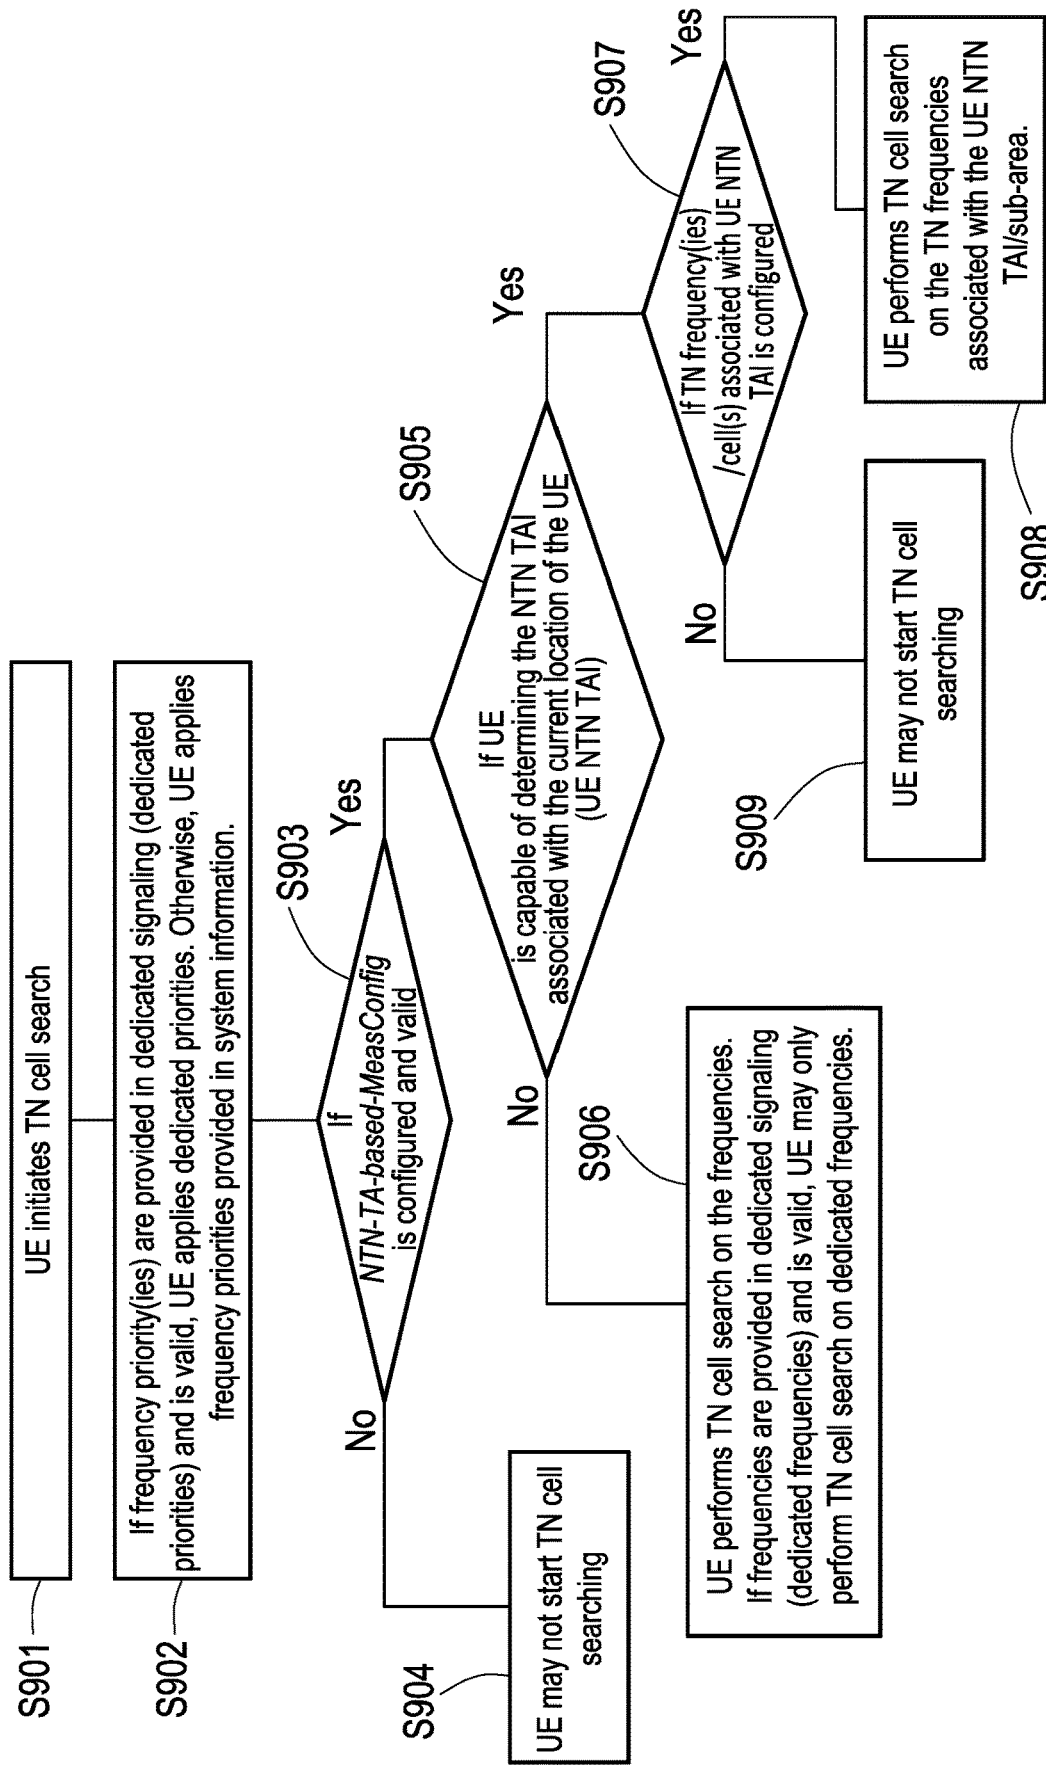 S901
UE initiates TN cell search
S902
If frequency priority(ies) are provided in dedicated signaling (dedicated
priorities) and is valid, UE applies dedicated priorities. Otherwise, UE applies
frequency priorities provided in system information.
S903
If
NTN-TA-based-MeasConfig
is configured and valid
No
Yes
S904
UE may not start TN cell
searching
S905
If UE
is capable of determining the NTN TAI
associated with the current location of the UE
(UE NTN TAI)
No
Yes
S906
UE performs TN cell search on the frequencies.
If frequencies are provided in dedicated signaling
(dedicated frequencies) and is valid, UE may only
perform TN cell search on dedicated frequencies.
S907
If TN frequency(ies)
/cell(s) associated with UE NTN
TAI is configured
No
Yes
S909
UE may not start TN cell
searching
S908
UE performs TN cell search
on the TN frequencies
associated with the UE NTN
TAI/sub-area.